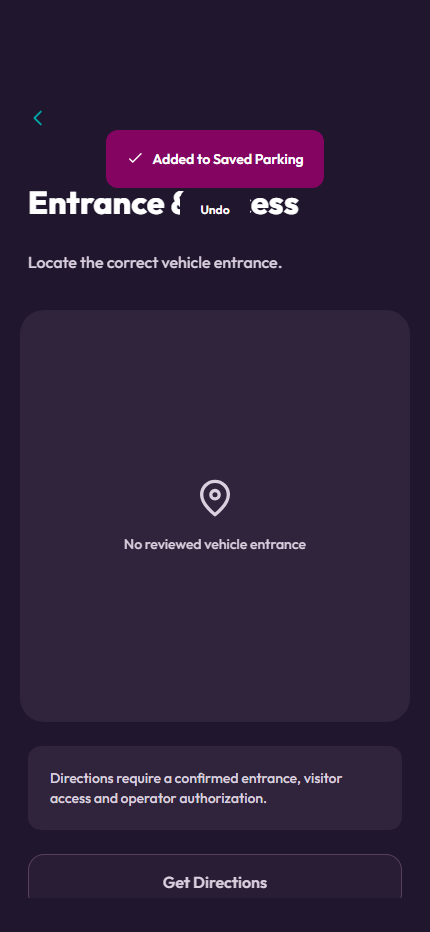 Added to Saved Parking
Entrance & ess
Undo
Locate the correct vehicle entrance.
No reviewed vehicle entrance
Directions require a confirmed entrance, visitor
access and operator authorization.
Get Directions